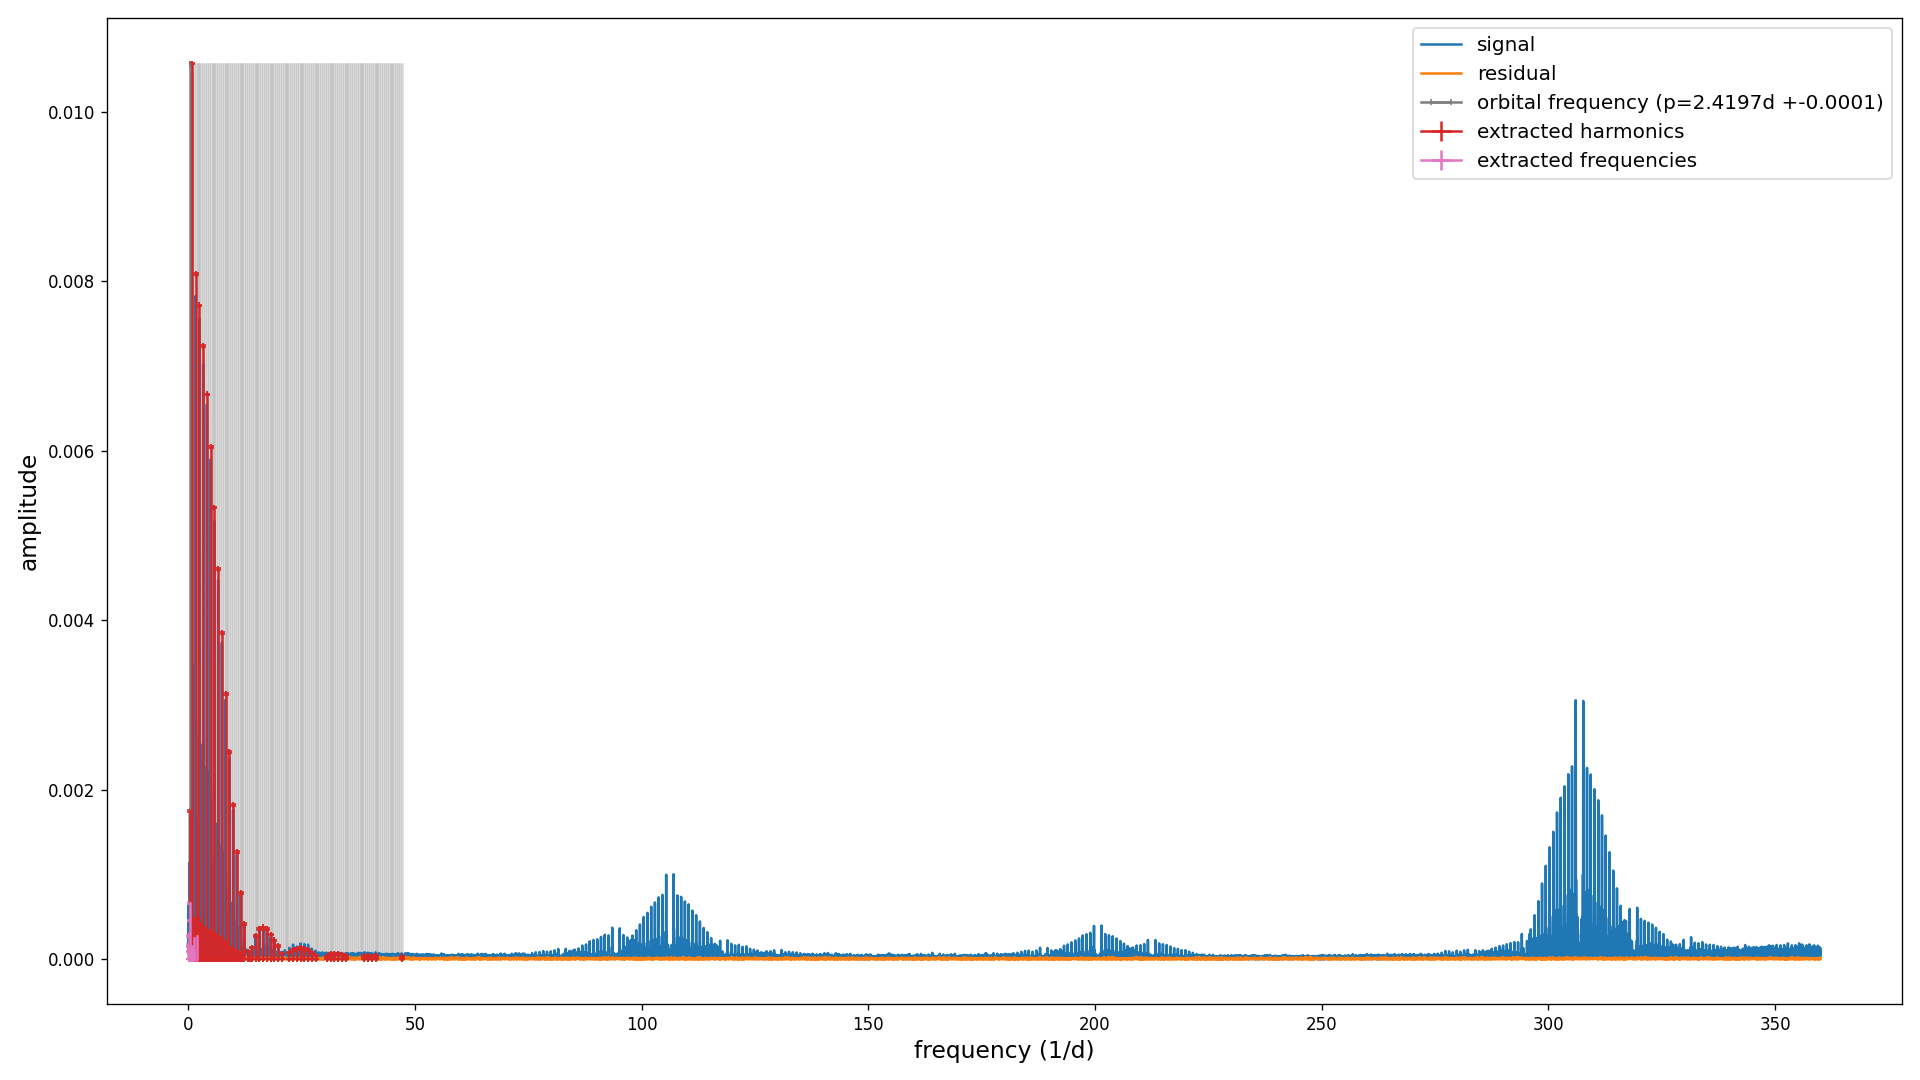 signal
residual
orbital frequency (p=2.4197d +-0.0001)
extracted harmonics
extracted frequencies
0.010
0.008
0.006
0.004
0.002
0.000
amplitude
0 50 100 150 200 250 300 350
frequency (1/d)